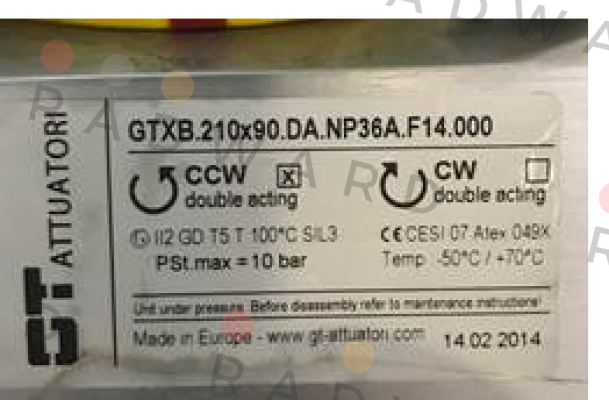 GT ATTUATORI
GTXB.210x90.DA.NP36A.F14.000
CCW x CW
double acting double acting
II2 GD T5 T 100°C SIL3 CE CESI 07 Atex 049X
PSt.max = 10 bar Temp -50°C / +70°C
Unit under pressure. Before disassembly refer to maintenance instructions!
Made in Europe - www.gt-attuatori.com 14.02 2014
RADWA